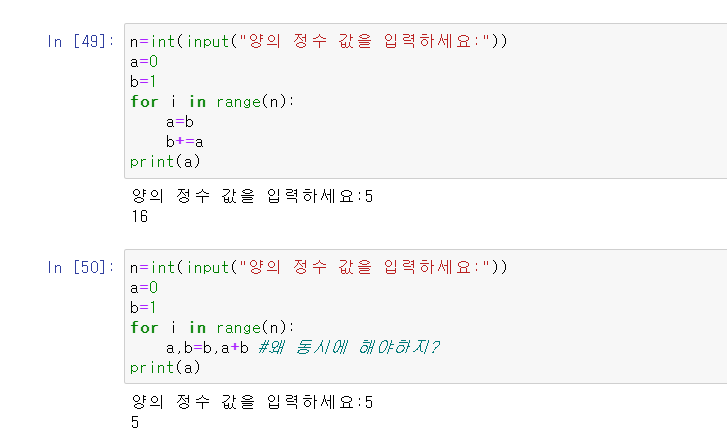 In [49]: n=int(input("양의 정수 값을 입력하세요:"))
a=0
b=1
for i in range(n):
    a=b
    b+=a
print(a)
양의 정수 값을 입력하세요:5
16
In [50]: n=int(input("양의 정수 값을 입력하세요:"))
a=0
b=1
for i in range(n):
    a,b=b,a+b #왜 동시에 해야하지?
print(a)
양의 정수 값을 입력하세요:5
5